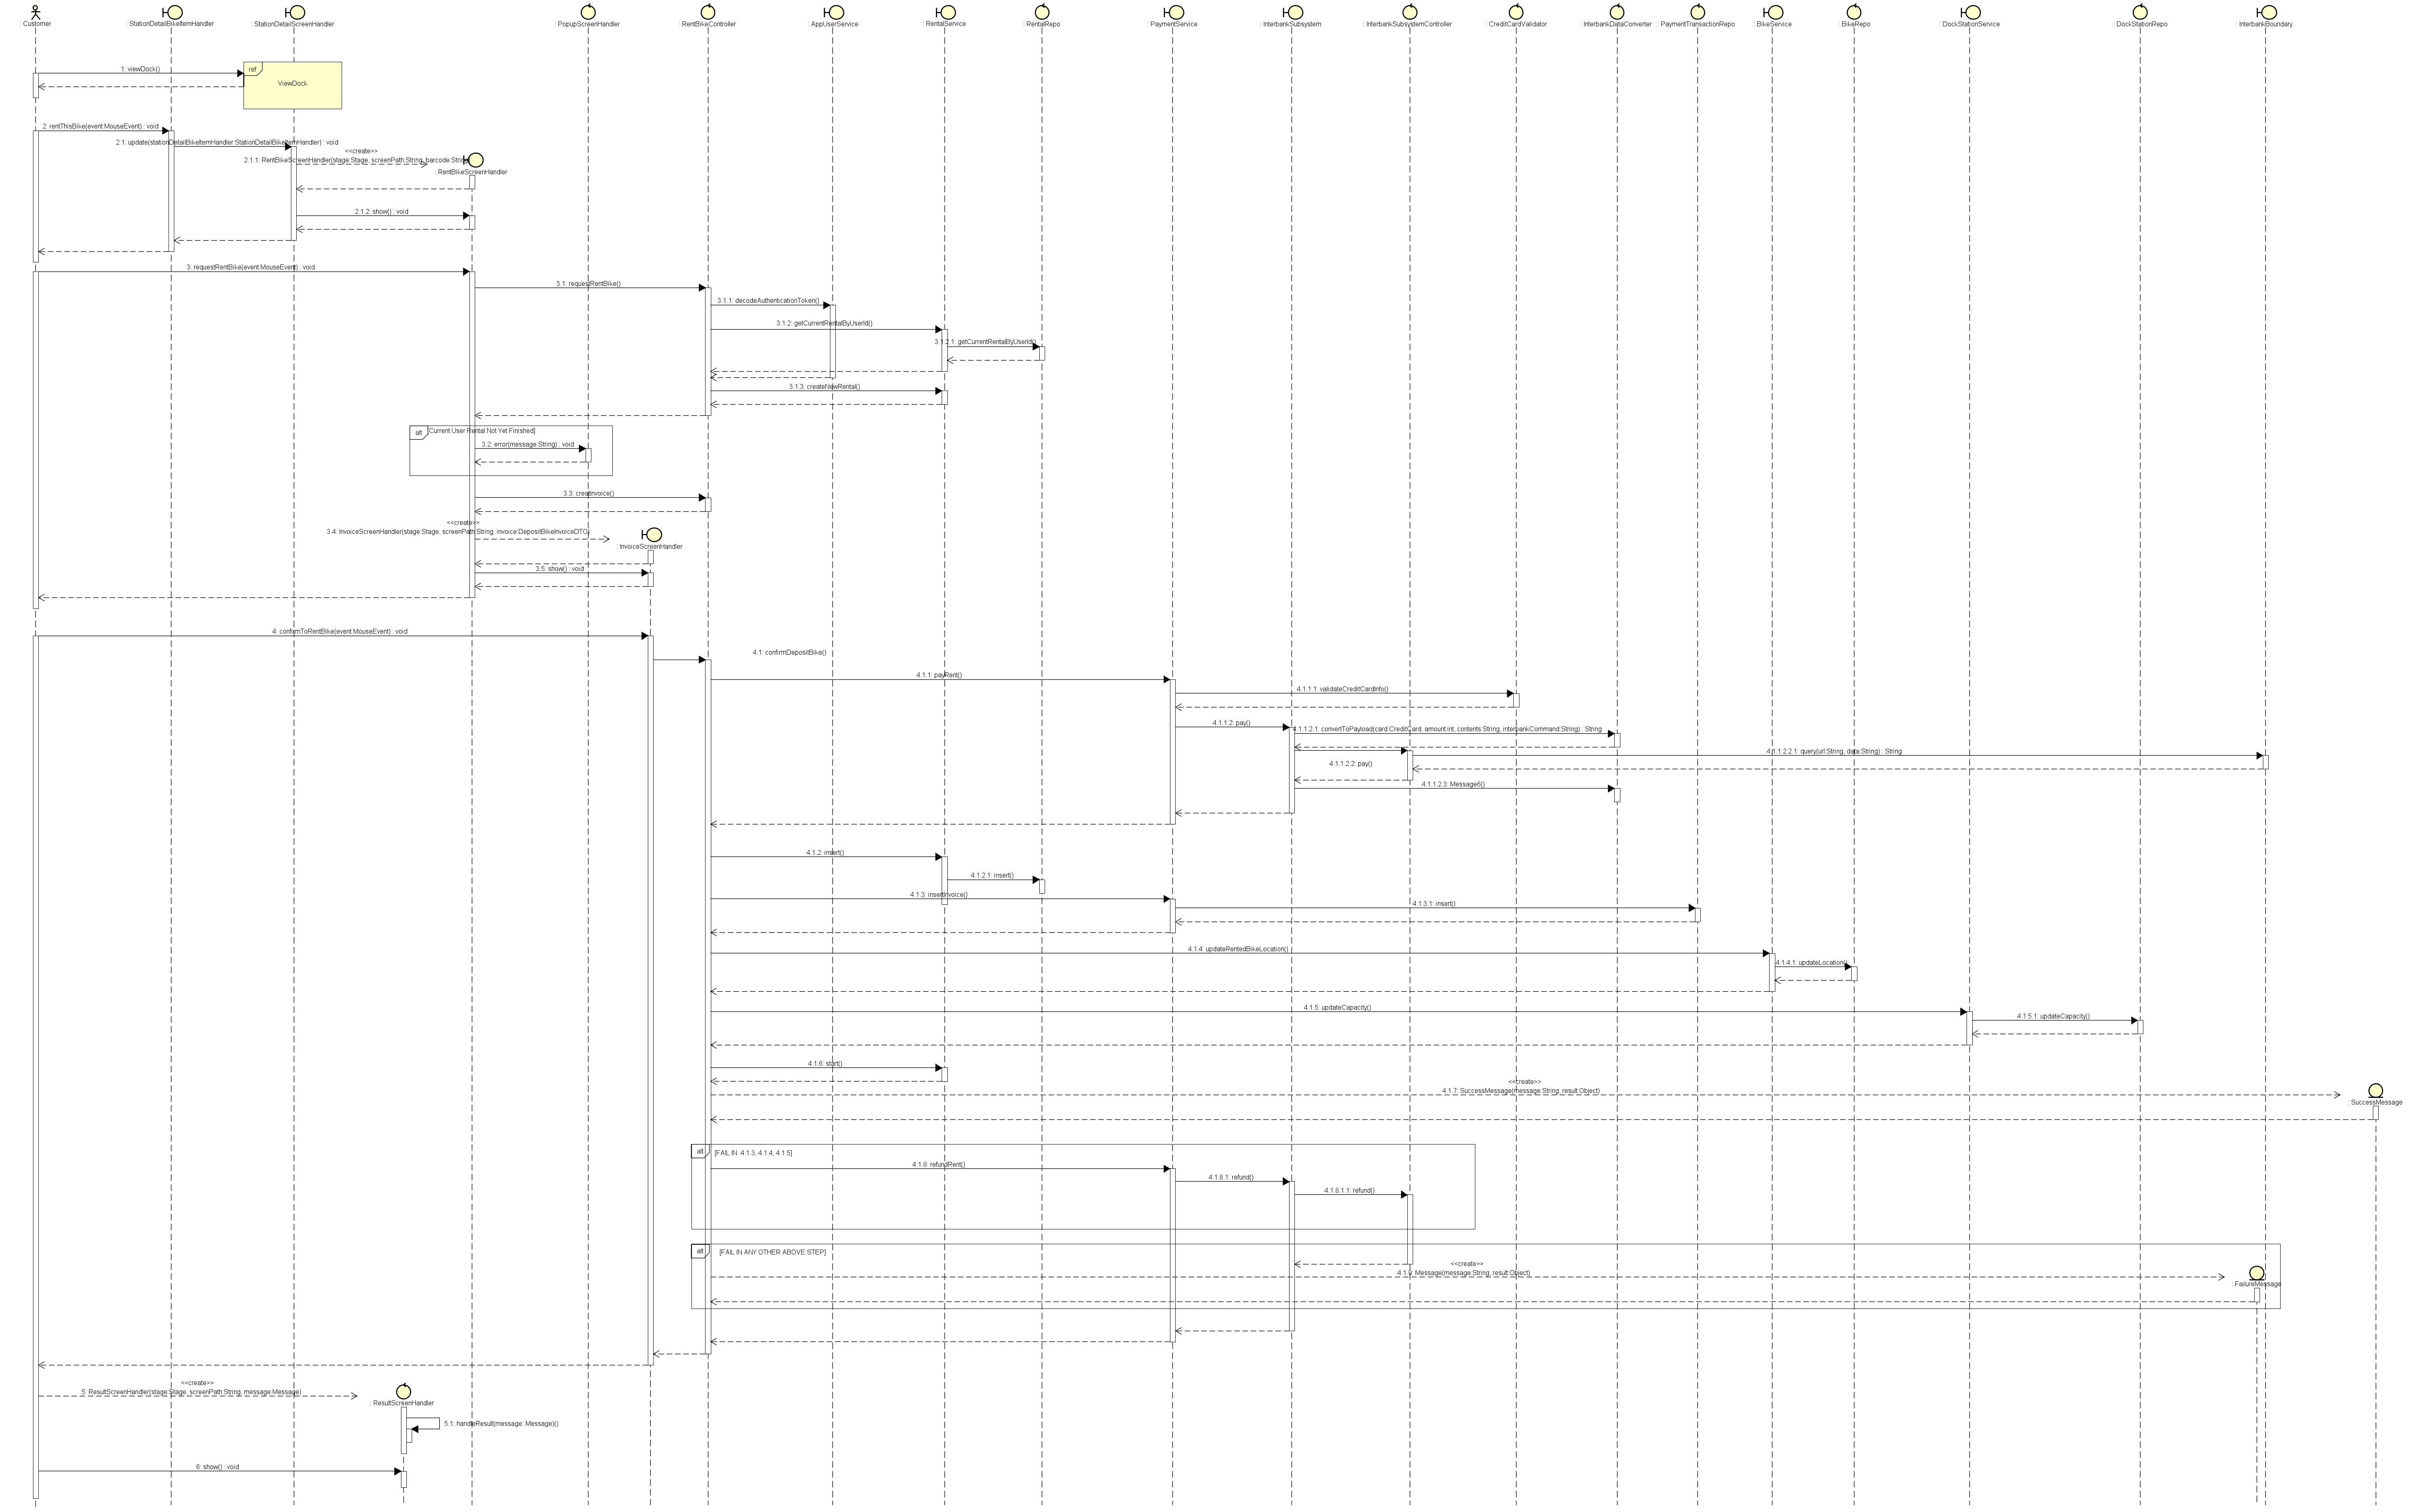 : Customer
: StationDetailBikeItemHandler
: StationDetailScreenHandler
PopupScreenHandler
: RentBikeController
: AppUserService
: RentalService
: RentalRepo
: PaymentService
: InterbankSubsystem
: InterbankSubsystemController
: CreditCardValidator
: InterbankDataConverter
: PaymentTransactionRepo
: BikeService
: BikeRepo
: DockStationService
: DockStationRepo
: InterbankBoundary
1: viewDock()
ref
ViewDock
2: rentThisBike(event:MouseEvent) : void
2.1: update(stationDetailBikeItemHandler:StationDetailBikeItemHandler) : void
<<create>>
2.1.1: RentBikeScreenHandler(stage:Stage, screenPath:String, barcode:String)
: RentBikeScreenHandler
2.1.2: show() : void
3: requestRentBike(event:MouseEvent) : void
3.1: requestRentBike()
3.1.1: decodeAuthenticationToken()
3.1.2: getCurrentRentalByUserId()
3.1.2.1: getCurrentRentalByUserId()
3.1.3: createNewRental()
alt
[Current User Rental Not Yet Finished]
3.2: error(message:String) : void
3.3: creatInvoice()
<<create>>
3.4: InvoiceScreenHandler(stage:Stage, screenPath:String, invoice:DepositBikeInvoiceDTO)
: InvoiceScreenHandler
3.5: show() : void
4: confirmToRentBike(event:MouseEvent) : void
4.1: confirmDepositBike()
4.1.1: payRent()
4.1.1.1: validateCreditCardInfo()
4.1.1.2: pay()
4.1.1.2.1: convertToPayload(card:CreditCard, amount:int, contents:String, interbankCommand:String) : String
4.1.1.2.2.1: query(url:String, data:String) : String
4.1.1.2.2: pay()
4.1.1.2.3: Message6()
4.1.2: insert()
4.1.2.1: insert()
4.1.3: insertInvoice()
4.1.3.1: insert()
4.1.4: updateRentedBikeLocation()
4.1.4.1: updateLocation()
4.1.5: updateCapacity()
4.1.5.1: updateCapacity()
4.1.6: start()
<<create>>
4.1.7: SuccessMessage(message:String, result:Object)
: SuccessMessage
alt
[FAIL IN 4.1.3, 4.1.4, 4.1.5]
4.1.8: refundRent()
4.1.8.1: refund()
4.1.8.1.1: refund()
alt
[FAIL IN ANY OTHER ABOVE STEP]
<<create>>
4.1.9: Message(message:String, result:Object)
: FailureMessage
<<create>>
5: ResultScreenHandler(stage:Stage, screenPath:String, message:Message)
: ResultScreenHandler
5.1: handleResult(message: Message)()
6: show() : void